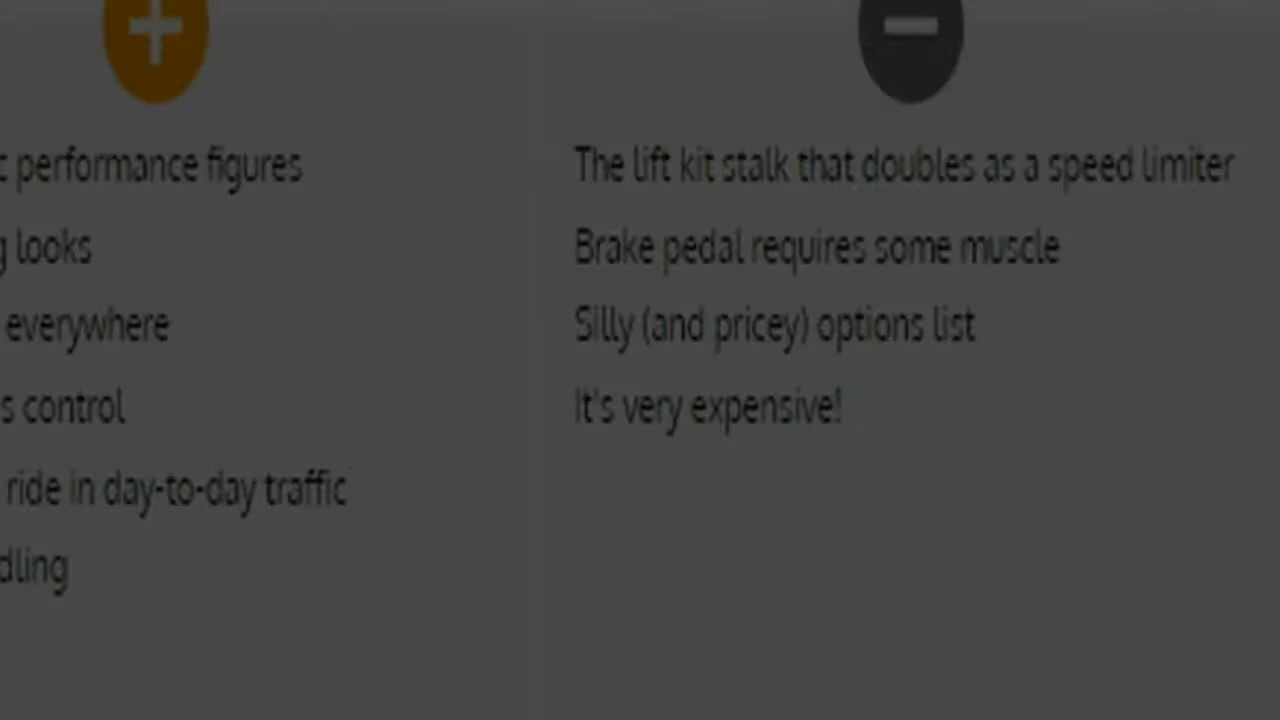 performance figures
looks
everywhere
control
ride in day-to-day traffic
The lift kit stalk that doubles as a speed limiter
Brake pedal requires some muscle
Silly (and pricey) options list
It's very expensive!